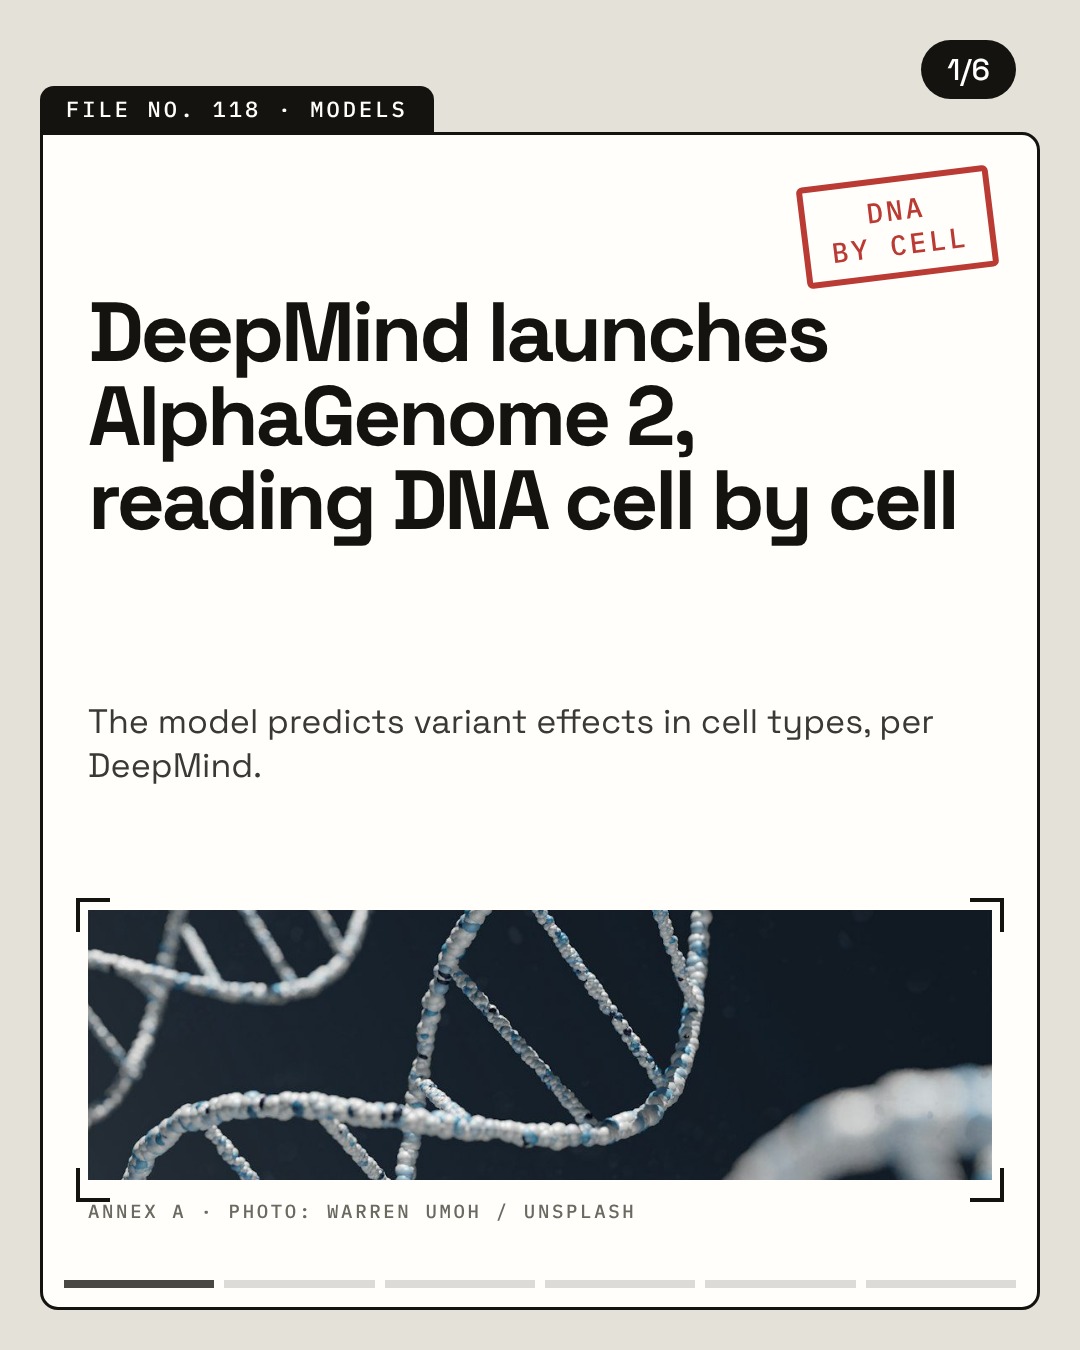 1/6
FILE NO. 118 · MODELS
DNA
BY CELL
DeepMind launches
AlphaGenome 2,
reading DNA cell by cell
The model predicts variant effects in cell types, per
DeepMind.
ANNEX A · PHOTO: WARREN UMOH / UNSPLASH